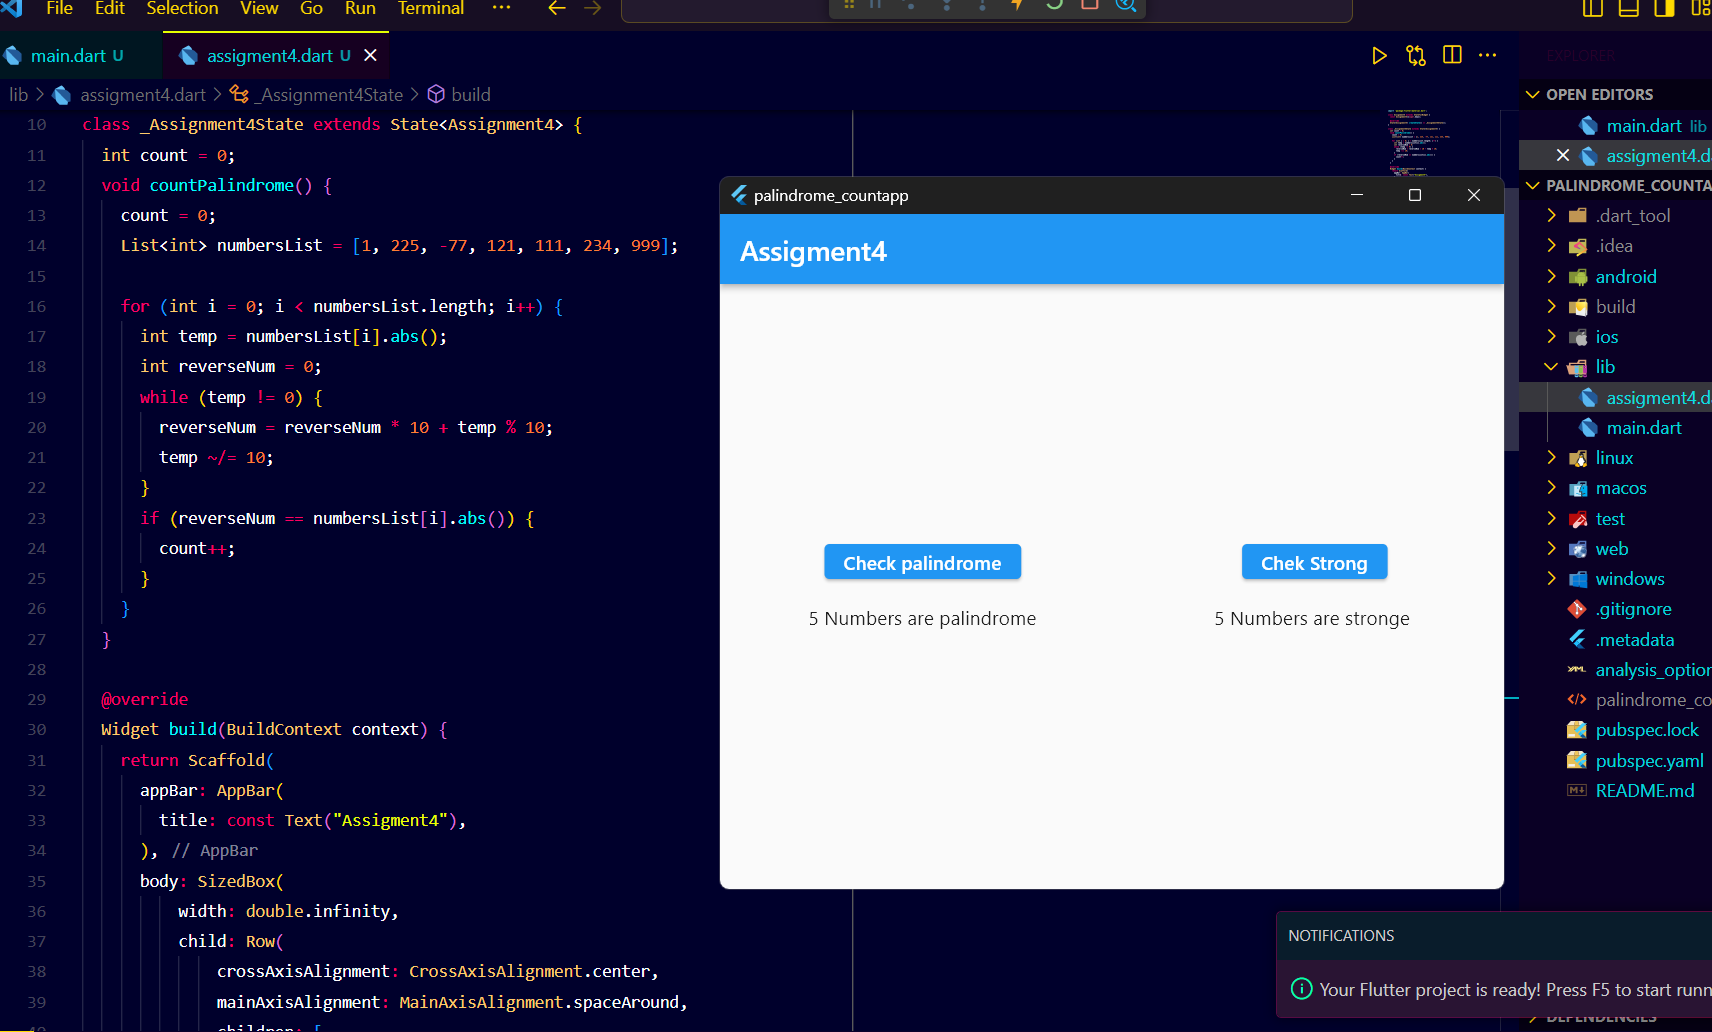 File Edit Selection View Go Run Terminal ···
main.dart U
assigment4.dart U
lib > assigment4.dart > _Assignment4State > build
10 class _Assignment4State extends State<Assignment4> {
11 int count = 0;
12 void countPalindrome() {
13 count = 0;
14 List<int> numbersList = [1, 225, -77, 121, 111, 234, 999];
15
16 for (int i = 0; i < numbersList.length; i++) {
17 int temp = numbersList[i].abs();
18 int reverseNum = 0;
19 while (temp != 0) {
20 reverseNum = reverseNum * 10 + temp % 10;
21 temp ~/= 10;
22 }
23 if (reverseNum == numbersList[i].abs()) {
24 count++;
25 }
26 }
27 }
28
29 @override
30 Widget build(BuildContext context) {
31 return Scaffold(
32 appBar: AppBar(
33 title: const Text("Assigment4"),
34 ), // AppBar
35 body: SizedBox(
36 width: double.infinity,
37 child: Row(
38 crossAxisAlignment: CrossAxisAlignment.center,
39 mainAxisAlignment: MainAxisAlignment.spaceAround,
40 children: [
palindrome_countapp
Assigment4
Check palindrome
Chek Strong
5 Numbers are palindrome
5 Numbers are stronge
EXPLORER
OPEN EDITORS
main.dart lib
assigment4.da
PALINDROME_COUNTA
.dart_tool
.idea
android
build
ios
lib
assigment4.da
main.dart
linux
macos
test
web
windows
.gitignore
.metadata
analysis_option
palindrome_co
pubspec.lock
pubspec.yaml
README.md
NOTIFICATIONS
Your Flutter project is ready! Press F5 to start runn
DEPENDENCIES